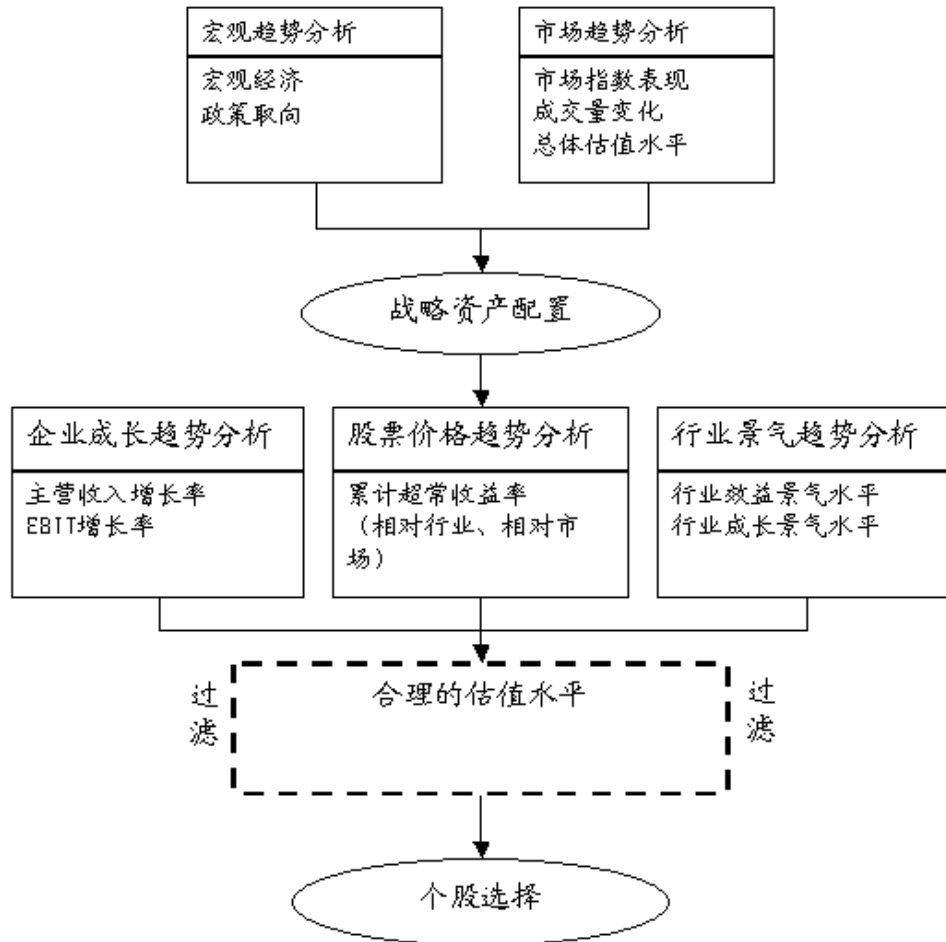 宏观趋势分析
宏观经济
政策取向
市场趋势分析
市场指数表现
成交量变化
总体估值水平
战略资产配置
企业成长趋势分析
主营收入增长率
EBIT增长率
股票价格趋势分析
累计超常收益率
（相对行业、相对市
场）
行业景气趋势分析
行业效益景气水平
行业成长景气水平
过
滤
合理的估值水平
过
滤
个股选择